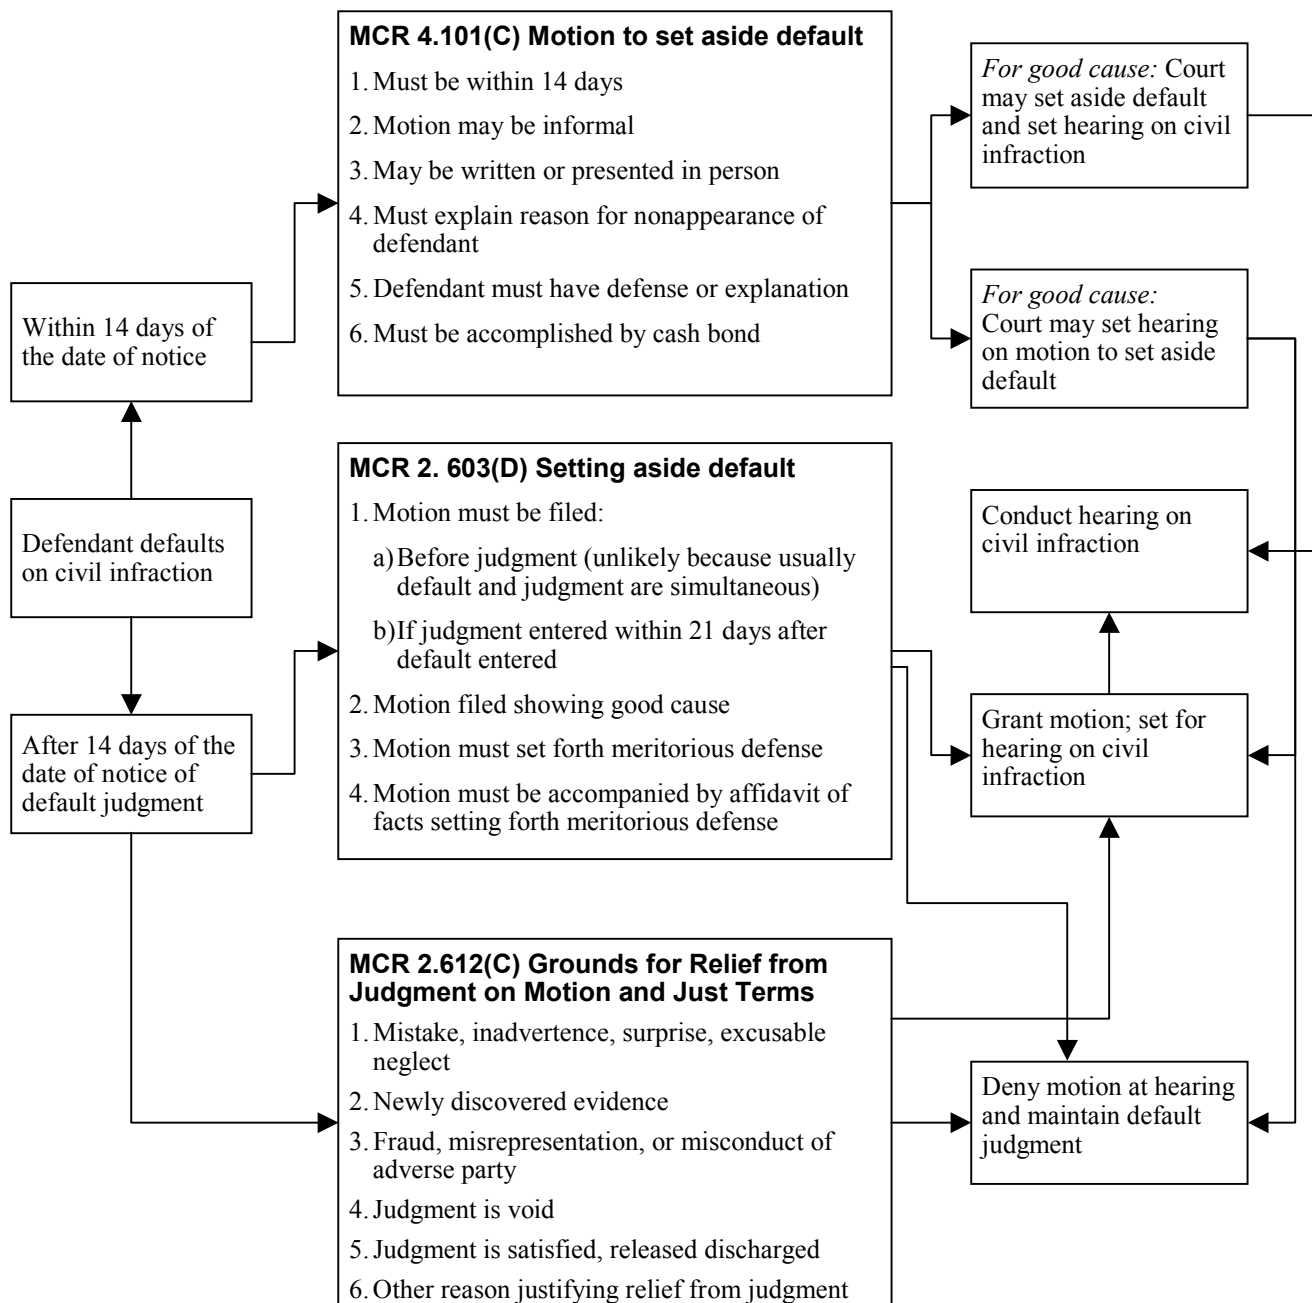 MCR 4.101(C) Motion to set aside default
1. Must be within 14 days
2. Motion may be informal
3. May be written or presented in person
4. Must explain reason for nonappearance of
defendant
5. Defendant must have defense or explanation
6. Must be accomplished by cash bond
For good cause: Court
may set aside default
and set hearing on civil
infraction
For good cause:
Court may set hearing
on motion to set aside
default
Within 14 days of
the date of notice
Defendant defaults
on civil infraction
After 14 days of the
date of notice of
default judgment
MCR 2. 603(D) Setting aside default
1. Motion must be filed:
a) Before judgment (unlikely because usually
default and judgment are simultaneous)
b) If judgment entered within 21 days after
default entered
2. Motion filed showing good cause
3. Motion must set forth meritorious defense
4. Motion must be accompanied by affidavit of
facts setting forth meritorious defense
Conduct hearing on
civil infraction
Grant motion; set for
hearing on civil
infraction
MCR 2.612(C) Grounds for Relief from
Judgment on Motion and Just Terms
1. Mistake, inadvertence, surprise, excusable
neglect
2. Newly discovered evidence
3. Fraud, misrepresentation, or misconduct of
adverse party
4. Judgment is void
5. Judgment is satisfied, released discharged
6. Other reason justifying relief from judgment
Deny motion at hearing
and maintain default
judgment